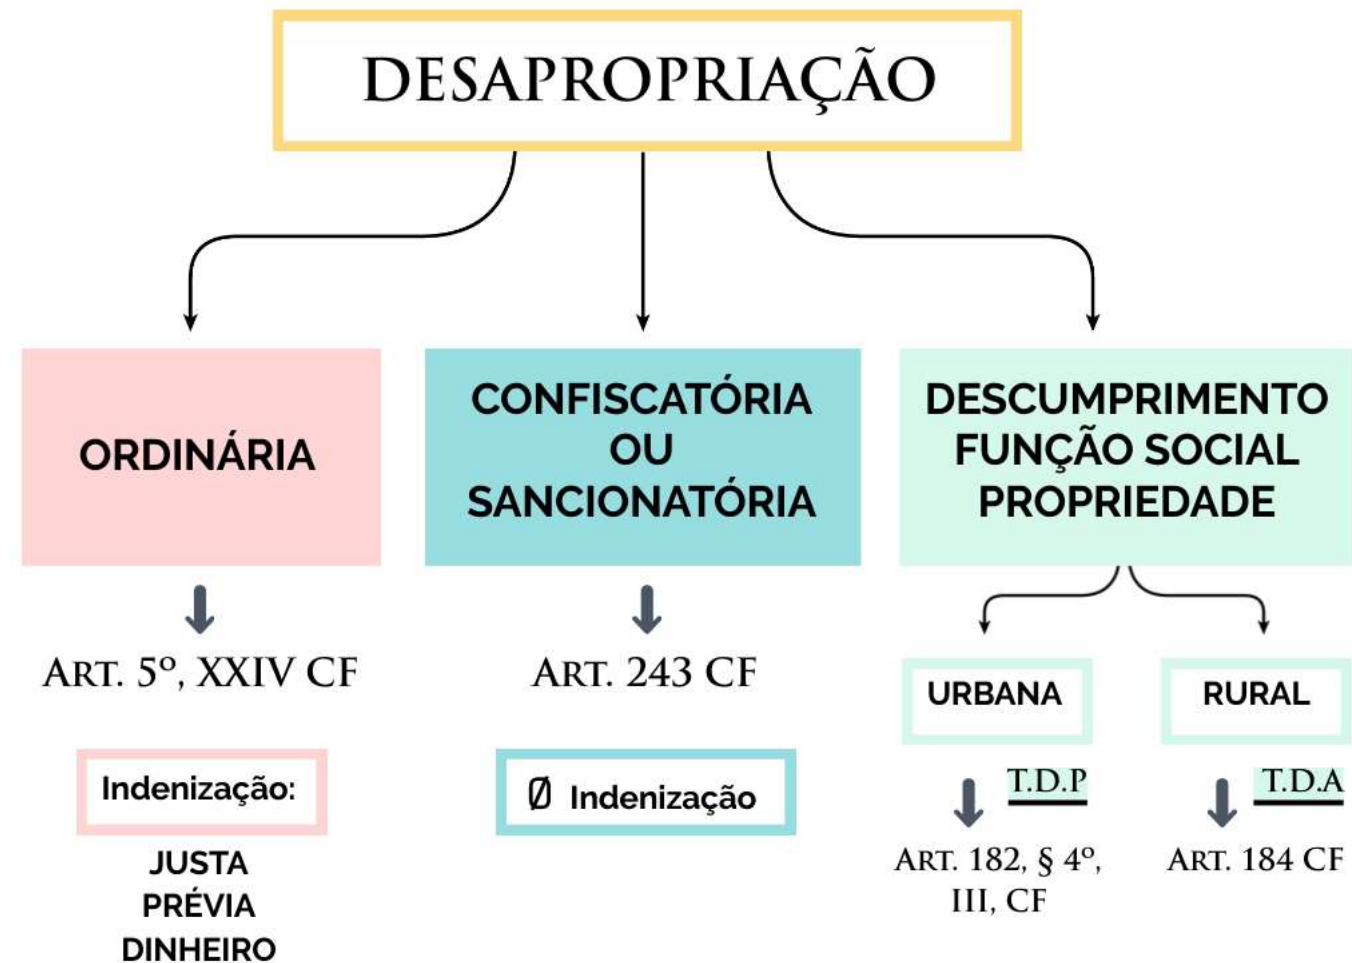 DESAPROPRIAÇÃO
ORDINÁRIA
ART. 5º, XXIV CF
Indenização:
JUSTA
PRÉVIA
DINHEIRO
CONFISCATÓRIA
OU
SANCIONATÓRIA
ART. 243 CF
Ø Indenização
DESCUMPRIMENTO
FUNÇÃO SOCIAL
PROPRIEDADE
URBANA
T.D.P
ART. 182, § 4º,
III, CF
RURAL
T.D.A
ART. 184 CF